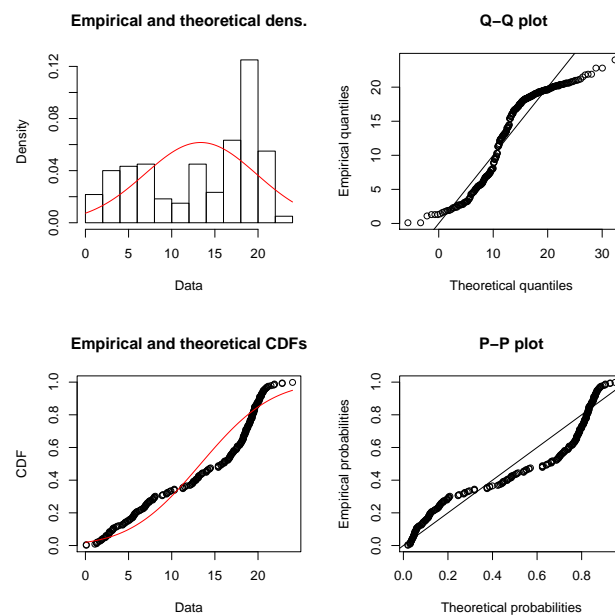 Empirical and theoretical dens.
Density
0.00 0.04 0.08 0.12
0 5 10 15 20
Data
Q−Q plot
Empirical quantiles
0 5 10 15 20
0 10 20 30
Theoretical quantiles
Empirical and theoretical CDFs
CDF
0.0 0.2 0.4 0.6 0.8 1.0
0 5 10 15 20
Data
P−P plot
Empirical probabilities
0.0 0.2 0.4 0.6 0.8 1.0
0.0 0.2 0.4 0.6 0.8
Theoretical probabilities